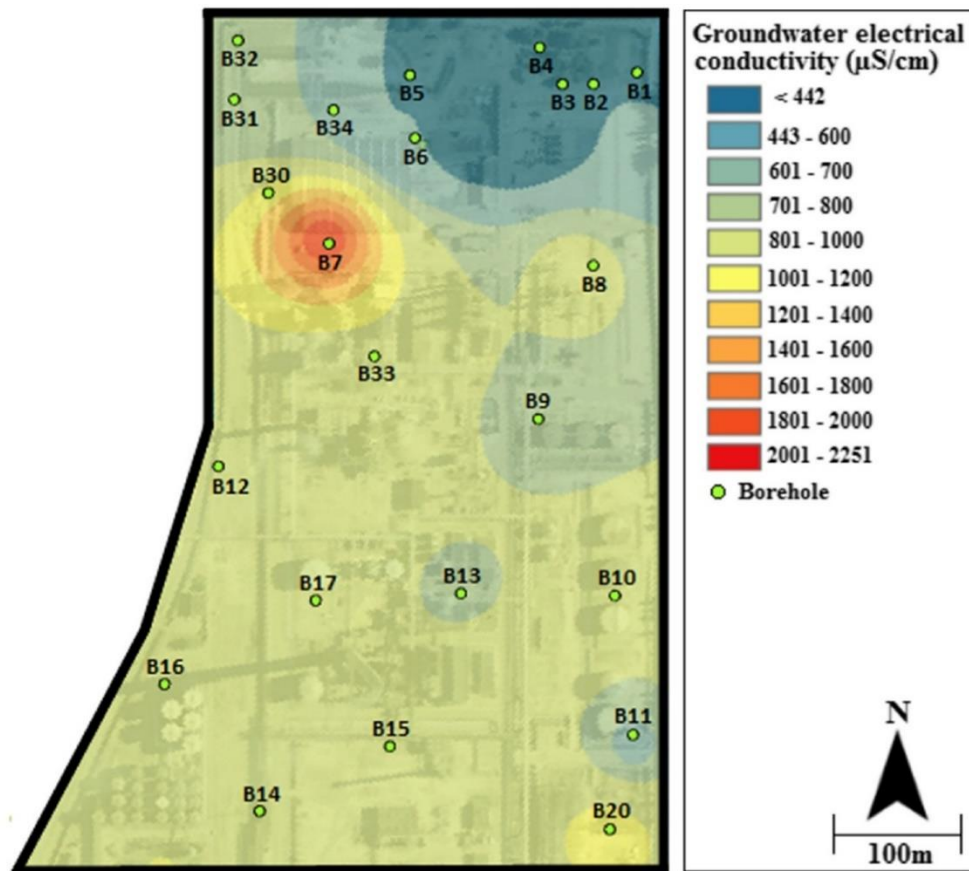 B32
B4
B5
B3
B2
B1
B31
B34
B6
B30
B7
B8
B33
B9
B12
B17
B13
B10
B16
B15
B11
B14
B20
Groundwater electrical
conductivity (µS/cm)
< 442
443 - 600
601 - 700
701 - 800
801 - 1000
1001 - 1200
1201 - 1400
1401 - 1600
1601 - 1800
1801 - 2000
2001 - 2251
Borehole
N
100m